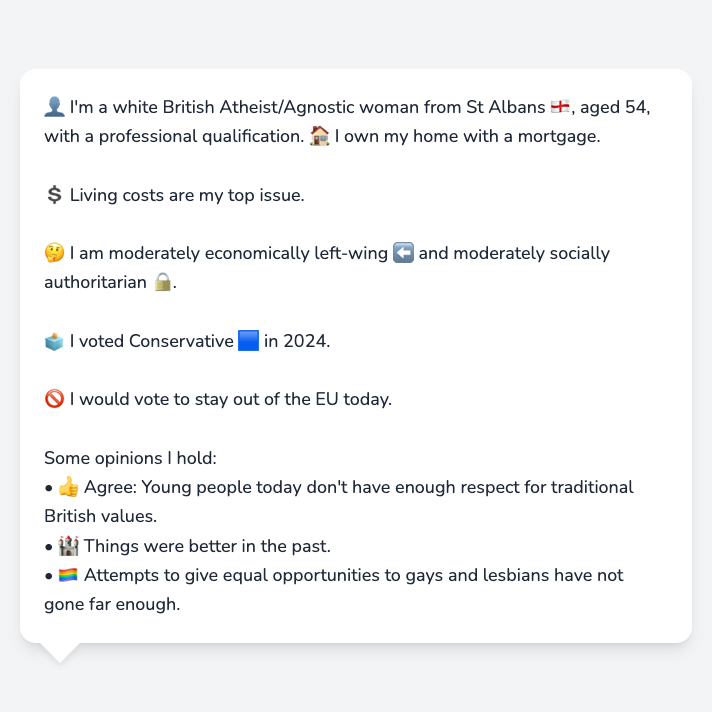 👤 I'm a white British Atheist/Agnostic woman from St Albans 🏴󠁧󠁢󠁥󠁮󠁧󠁿, aged 54,
with a professional qualification. 🏠 I own my home with a mortgage.
💲 Living costs are my top issue.
🤔 I am moderately economically left-wing ⬅️ and moderately socially
authoritarian 🔒.
🗳️ I voted Conservative 🟦 in 2024.
🚫 I would vote to stay out of the EU today.
Some opinions I hold:
• 👍 Agree: Young people today don't have enough respect for traditional
British values.
• 🏰 Things were better in the past.
• 🏳️‍🌈 Attempts to give equal opportunities to gays and lesbians have not
gone far enough.